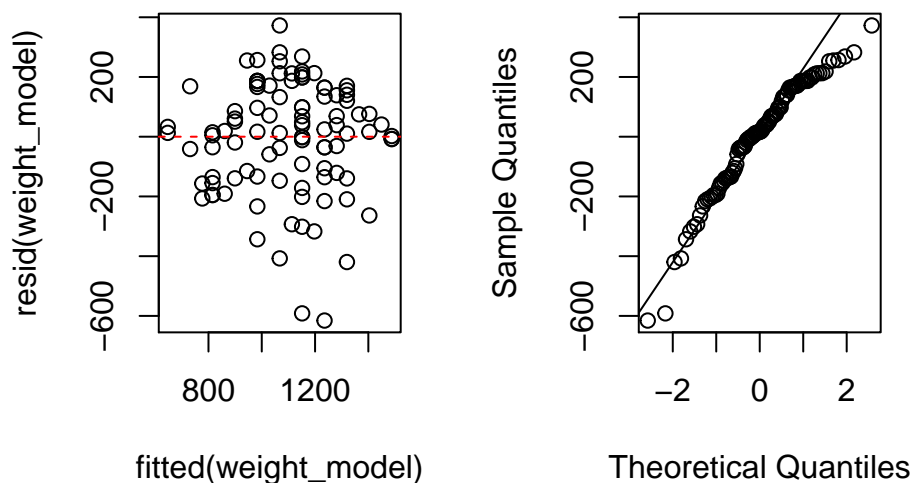 resid(weight_model)
200
−200
−600
800
1200
fitted(weight_model)
Sample Quantiles
200
−200
−600
−2
0
2
Theoretical Quantiles